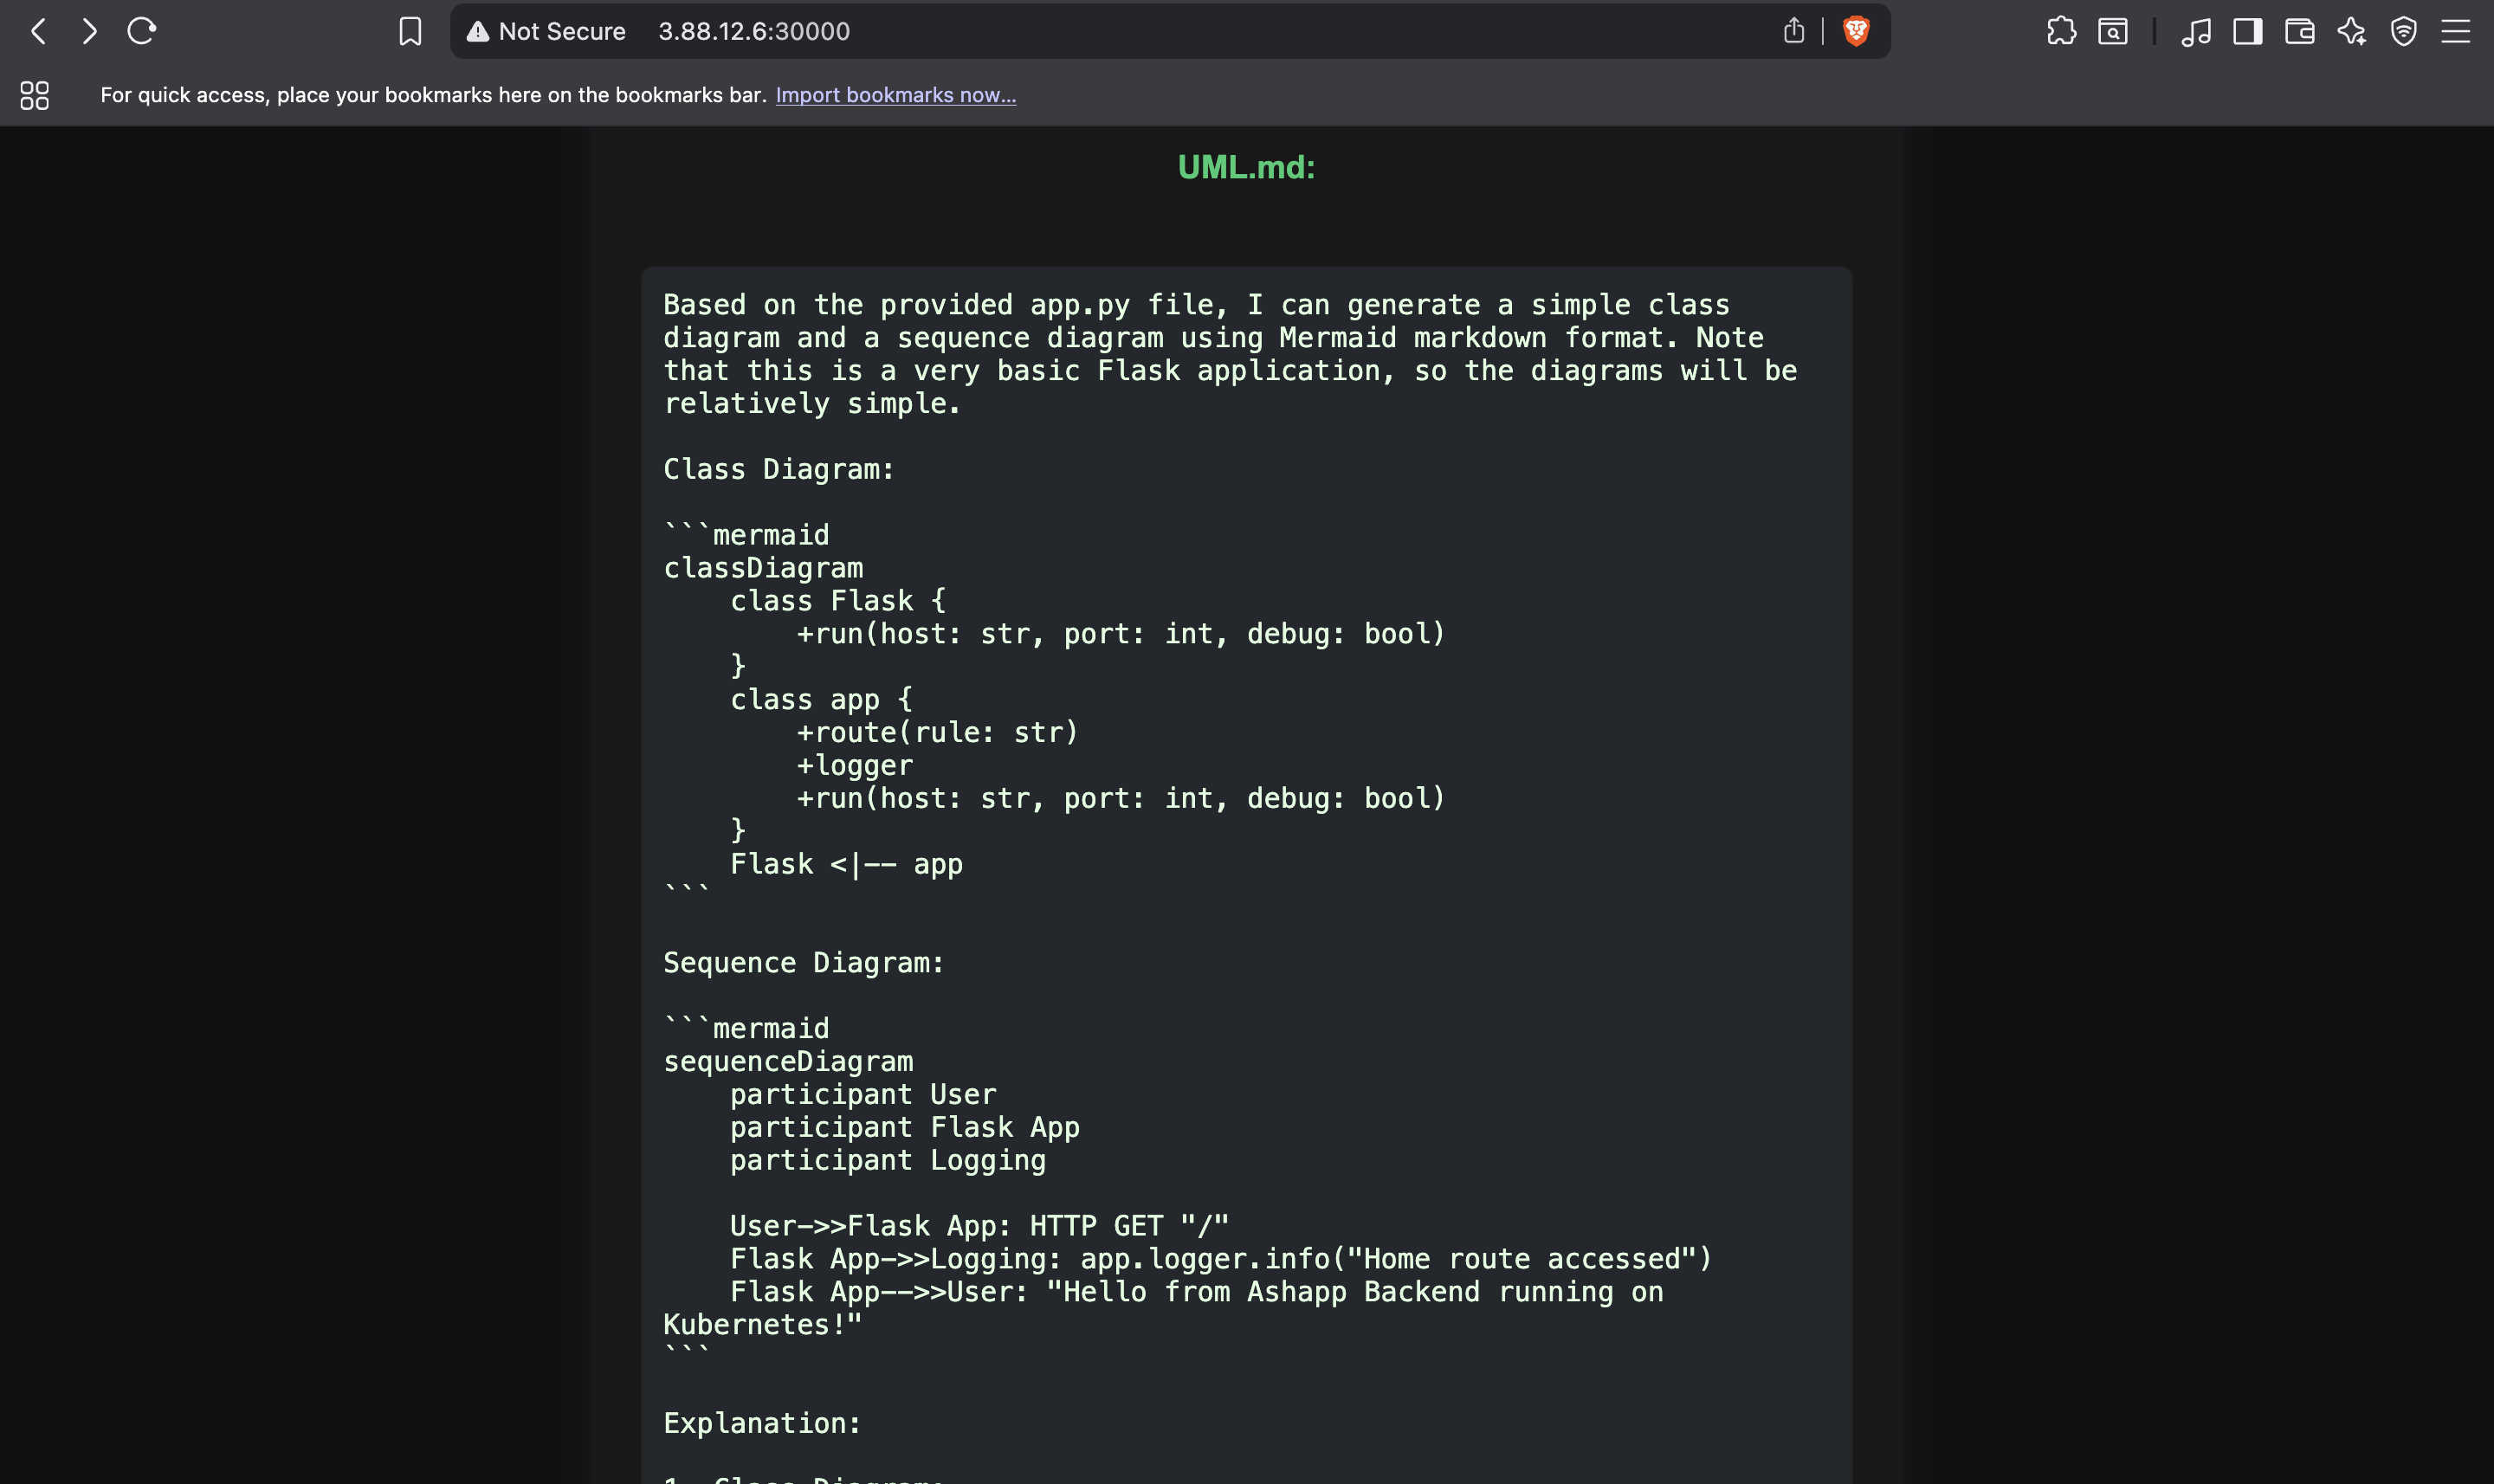 Not Secure 3.88.12.6:30000
For quick access, place your bookmarks here on the bookmarks bar. Import bookmarks now...
UML.md:
Based on the provided app.py file, I can generate a simple class
diagram and a sequence diagram using Mermaid markdown format. Note
that this is a very basic Flask application, so the diagrams will be
relatively simple.
Class Diagram:
```mermaid
classDiagram
    class Flask {
        +run(host: str, port: int, debug: bool)
    }
    class app {
        +route(rule: str)
        +logger
        +run(host: str, port: int, debug: bool)
    }
    Flask <|-- app
```
Sequence Diagram:
```mermaid
sequenceDiagram
    participant User
    participant Flask App
    participant Logging
    User->>Flask App: HTTP GET "/"
    Flask App->>Logging: app.logger.info("Home route accessed")
    Flask App-->>User: "Hello from Ashapp Backend running on
Kubernetes!"
```
Explanation:
1. Class Diagram: